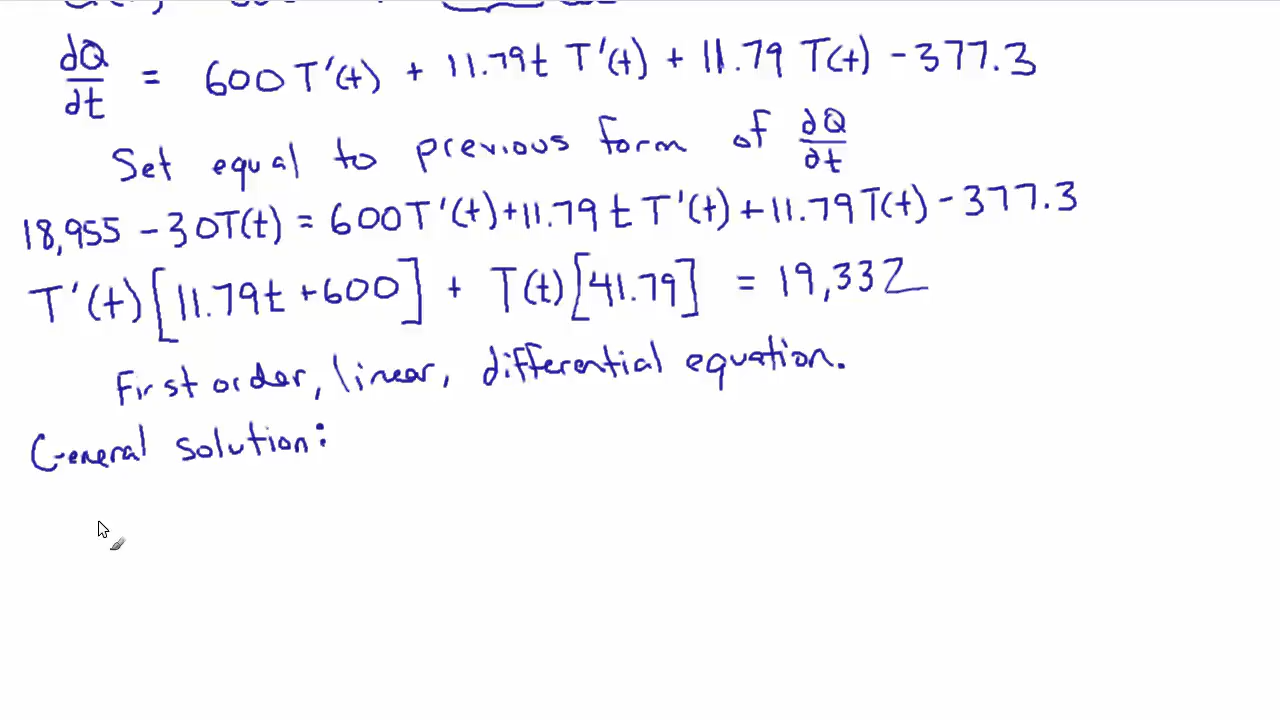 dQ/dt = 600T'(t) + 11.79t T'(t) + 11.79 T(t) - 377.3
Set equal to previous form of dQ/dt
18,955 - 30T(t) = 600T'(t) + 11.79 t T'(t) + 11.79T(t) - 377.3
T'(t)[11.79t + 600] + T(t)[41.79] = 19,332
First order, linear, differential equation.
General solution: